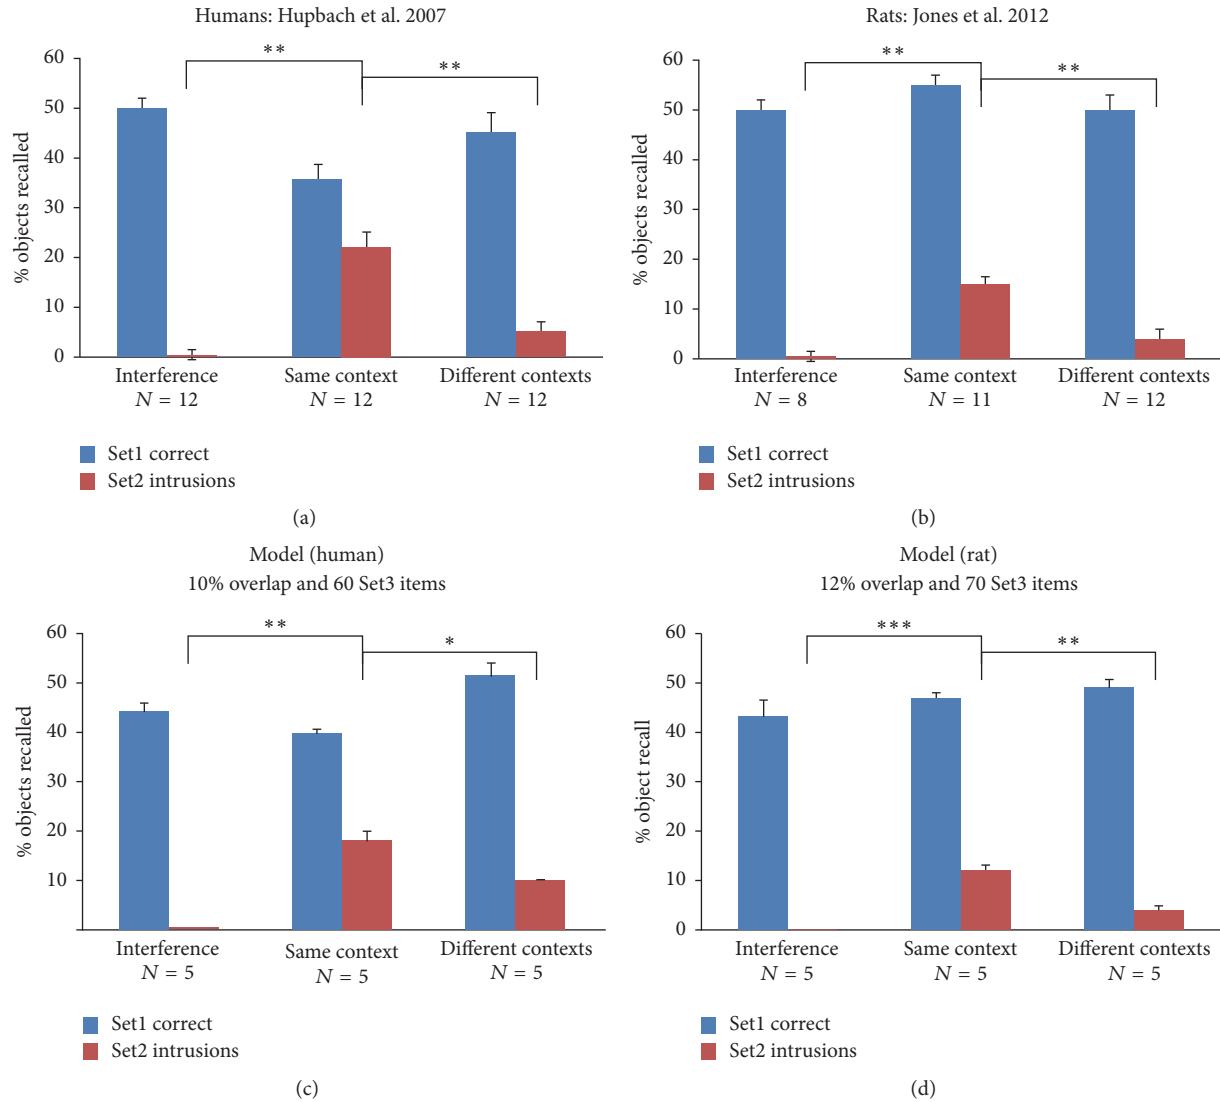 Humans: Hupbach et al. 2007
% objects recalled
60
50
40
30
20
10
0
**
**
Interference
N = 12
Same context
N = 12
Different contexts
N = 12
Set1 correct
Set2 intrusions
(a)
Rats: Jones et al. 2012
% objects recalled
60
50
40
30
20
10
0
**
**
Interference
N = 8
Same context
N = 11
Different contexts
N = 12
Set1 correct
Set2 intrusions
(b)
Model (human)
10% overlap and 60 Set3 items
% objects recalled
60
50
40
30
20
10
**
*
Interference
N = 5
Same context
N = 5
Different contexts
N = 5
Set1 correct
Set2 intrusions
(c)
Model (rat)
12% overlap and 70 Set3 items
% object recall
60
50
40
30
20
10
0
***
**
Interference
N = 5
Same context
N = 5
Different contexts
N = 5
Set1 correct
Set2 intrusions
(d)